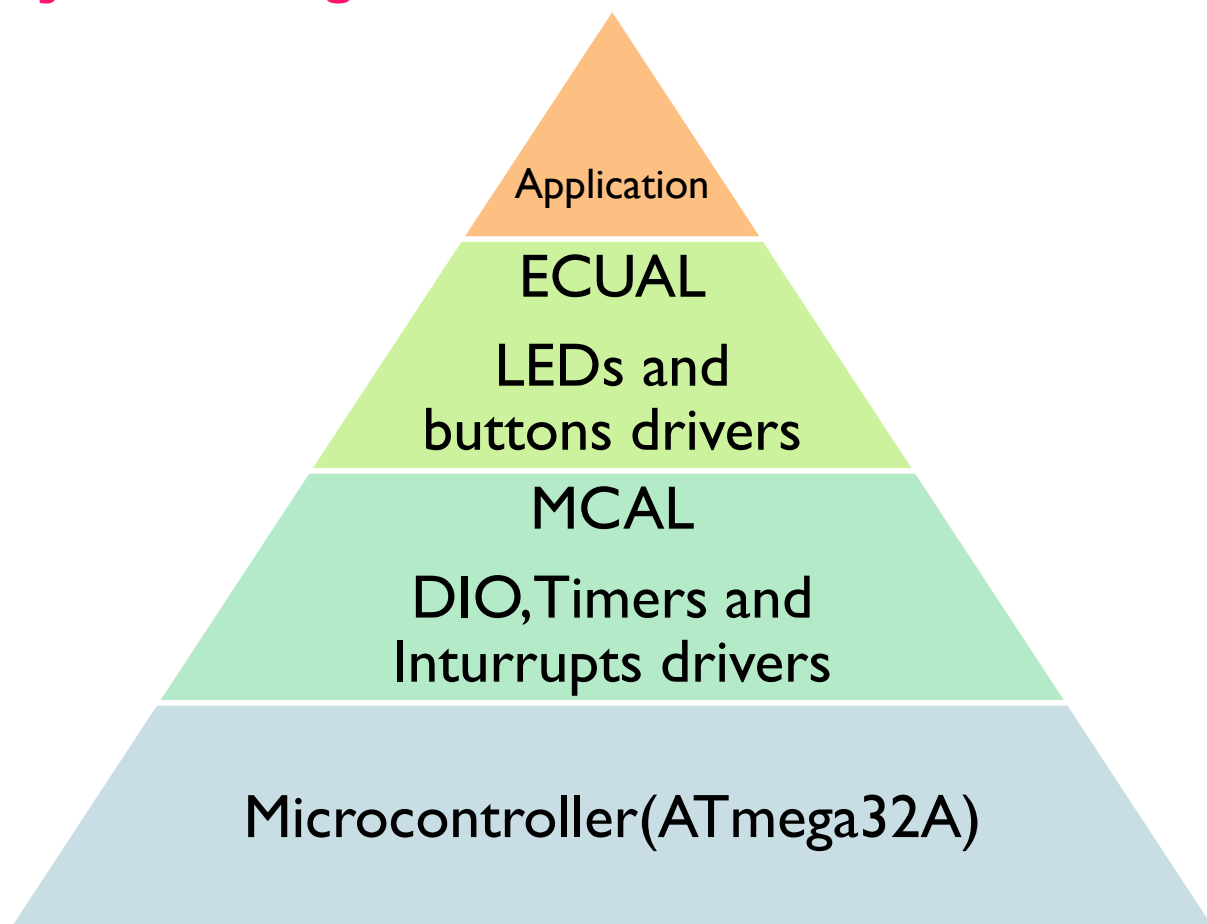 Application
ECUAL
LEDs and
buttons drivers
MCAL
DIO,Timers and
Inturrupts drivers
Microcontroller(ATmega32A)